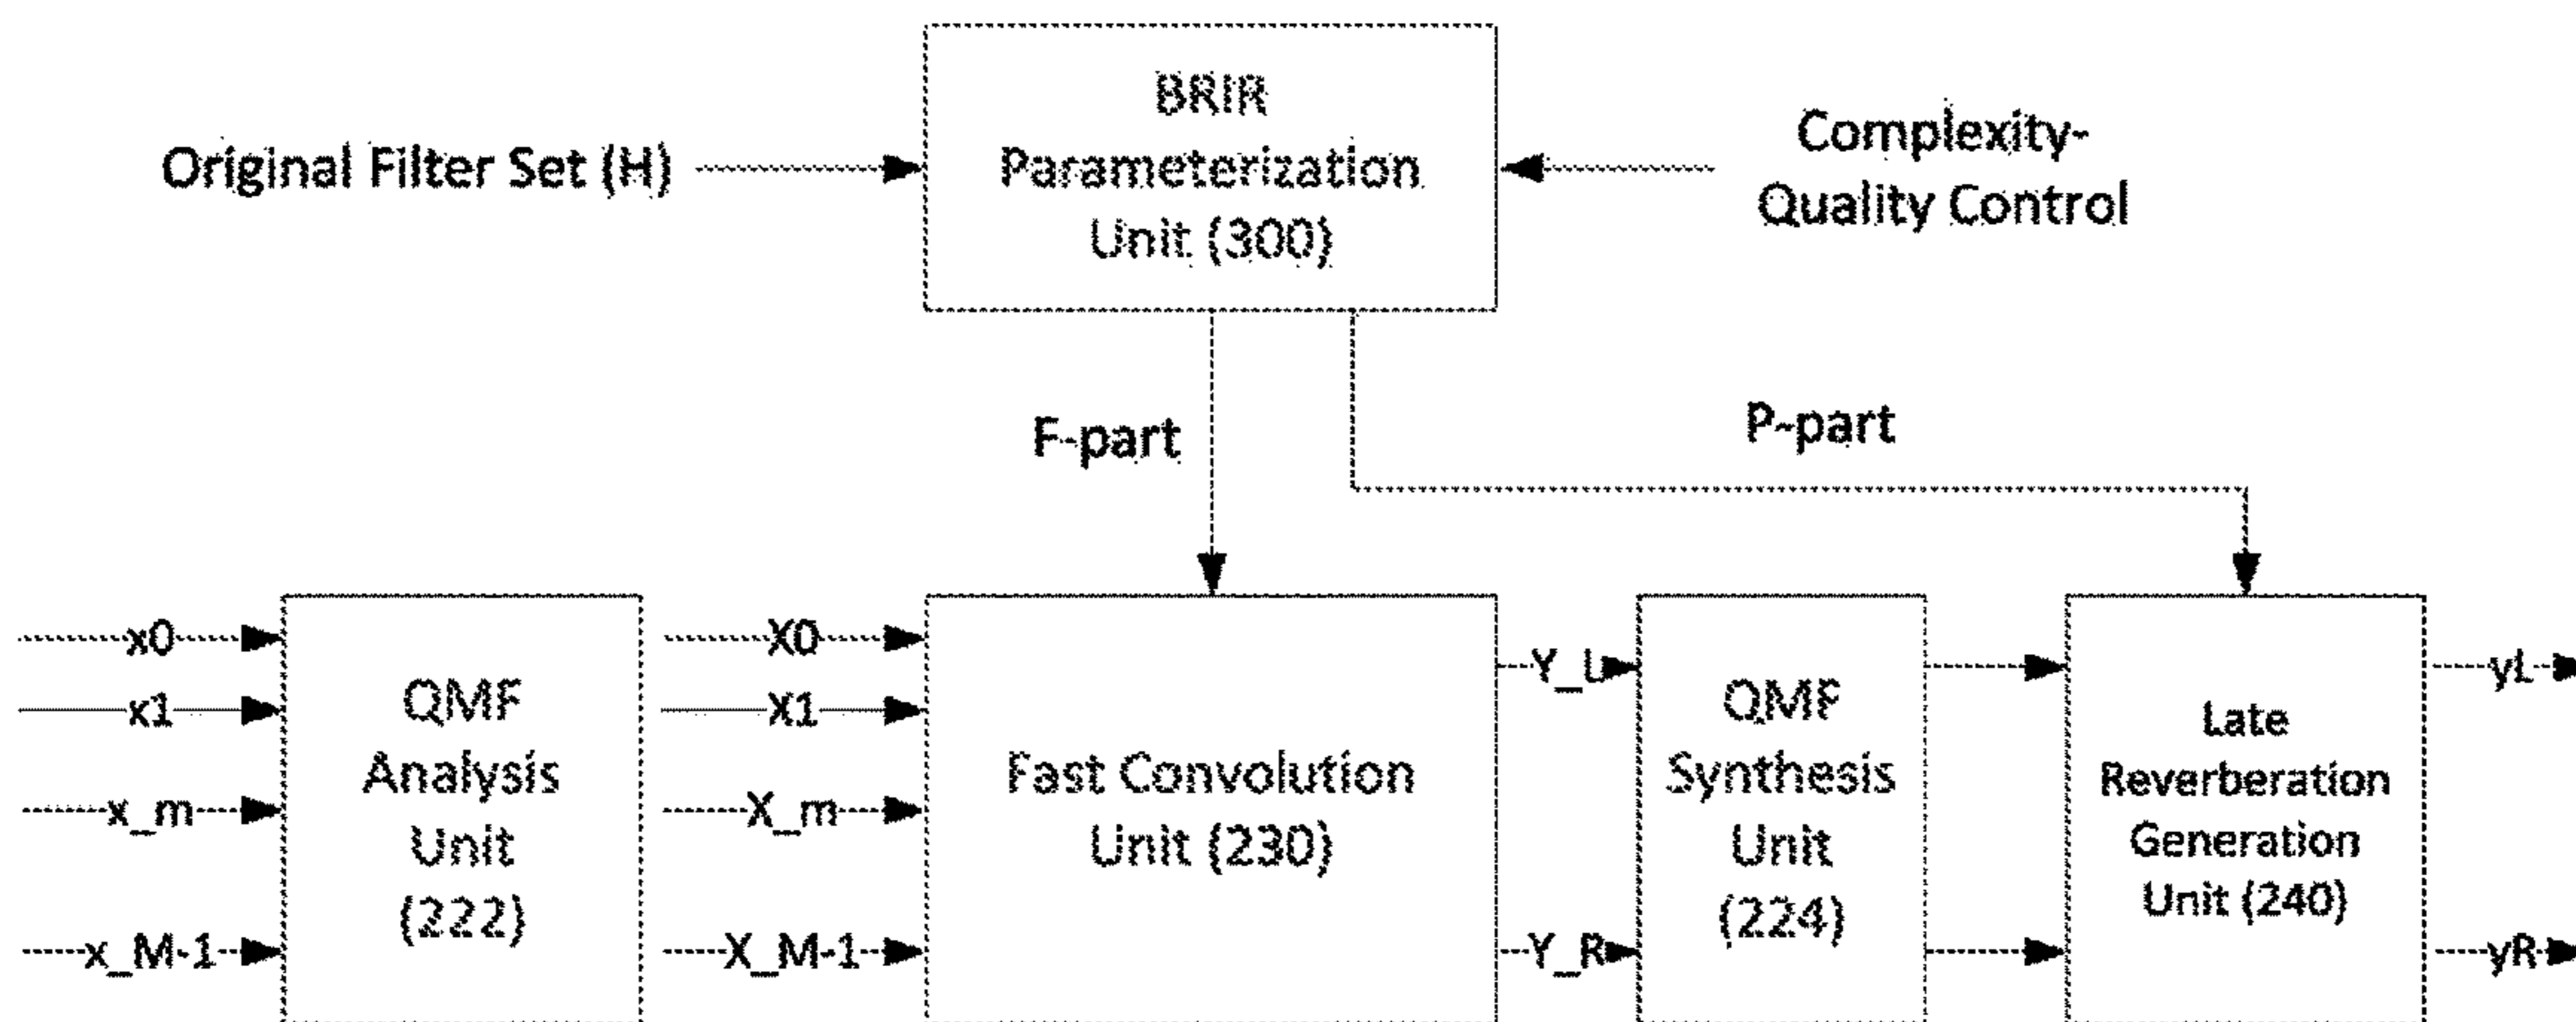 BRIR
Parameterization
Unit (300)
Original Filter Set (H)
Complexity-
Quality Control
F-part
P-part
x0
x1
x_m
x_M-1
QMF
Analysis
Unit
(222)
X0
X1
X_m
X_M-1
Fast Convolution
Unit (230)
Y_L
Y_R
QMF
Synthesis
Unit
(224)
Late
Reverberation
Generation
Unit (240)
yL
yR